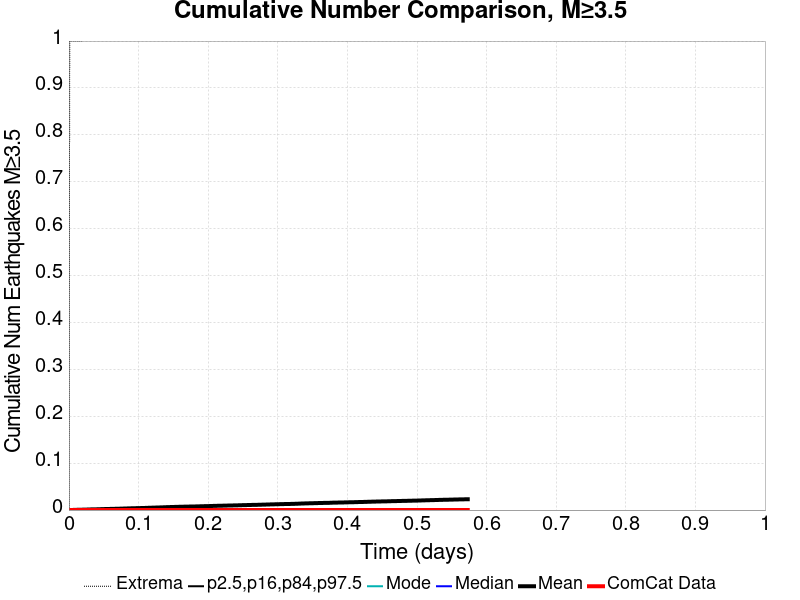 Cumulative Number Comparison, M≥3.5
Cumulative Num Earthquakes M≥3.5
1
0.9
0.8
0.7
0.6
0.5
0.4
0.3
0.2
0.1
0
0 0.1 0.2 0.3 0.4 0.5 0.6 0.7 0.8 0.9 1
Time (days)
Extrema p2.5,p16,p84,p97.5 Mode Median Mean ComCat Data